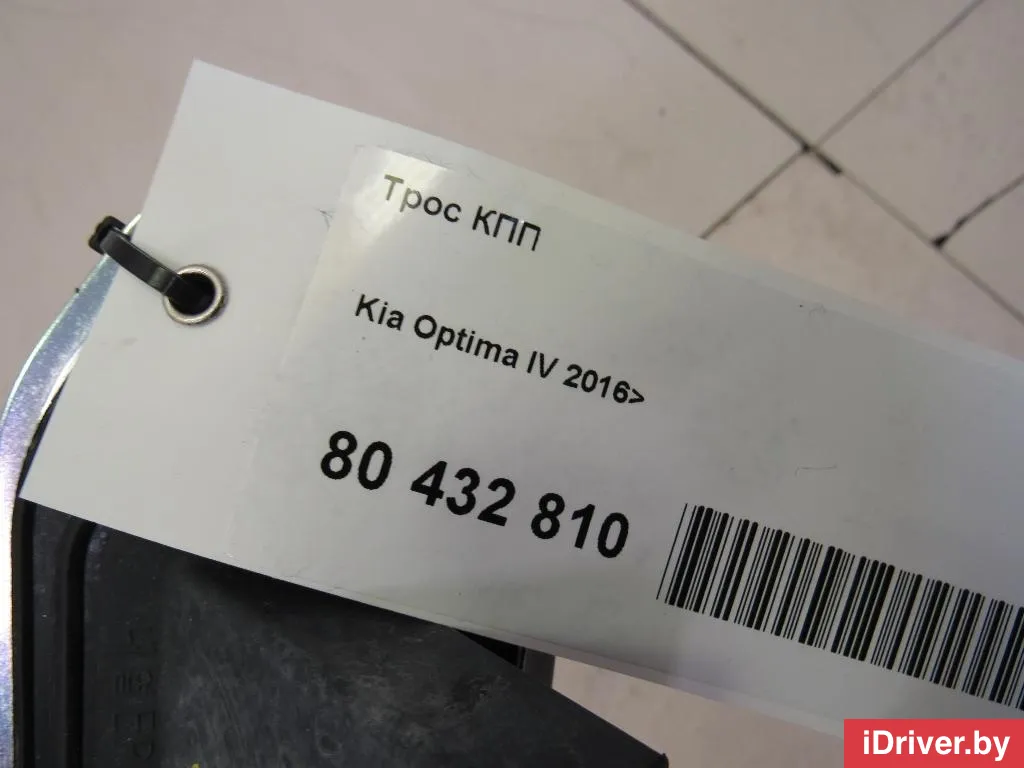 Трос КПП
Kia Optima IV 2016>
80 432 810
iDriver.by